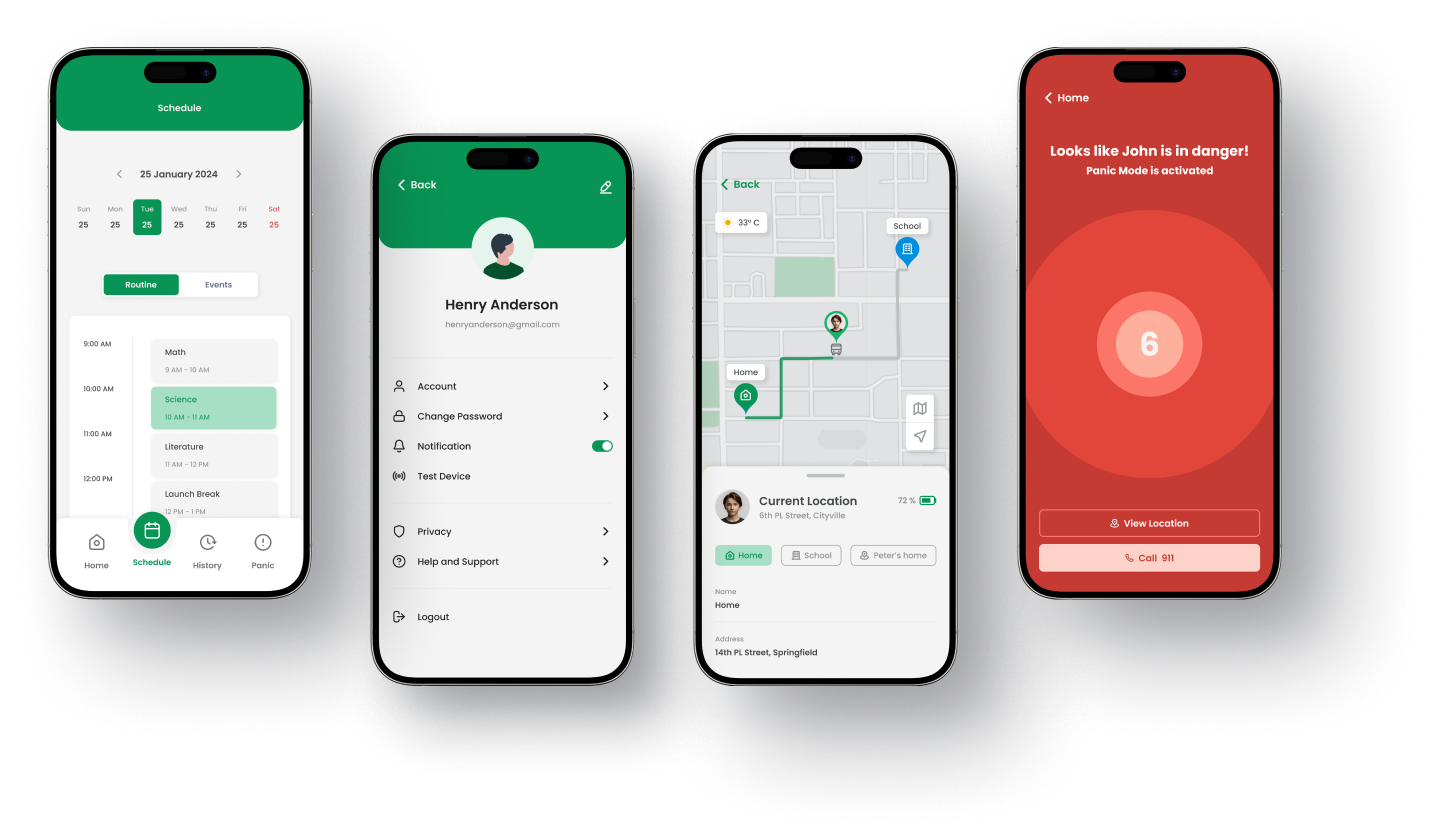 Schedule
25 January 2024
Sun Mon Tue Wed Thu Fri Sat
25 25 25 25 25 25 25
Routine Events
9:00 AM
Math
9 AM - 10 AM
10:00 AM
Science
10 AM - 11 AM
11:00 AM
Literature
11 AM - 12 PM
12:00 PM
Launch Break
12 PM - 1 PM
Home Schedule History Panic
Back
Henry Anderson
henryanderson@gmail.com
Account
Change Password
Notification
Test Device
Privacy
Help and Support
Logout
Back
33° C
School
Home
Current Location
72 %
6th PL Street, Cityville
Home School Peter's home
Name
Home
Address
14th PL Street, Springfield
Home
Looks like John is in danger!
Panic Mode is activated
6
View Location
Call 911